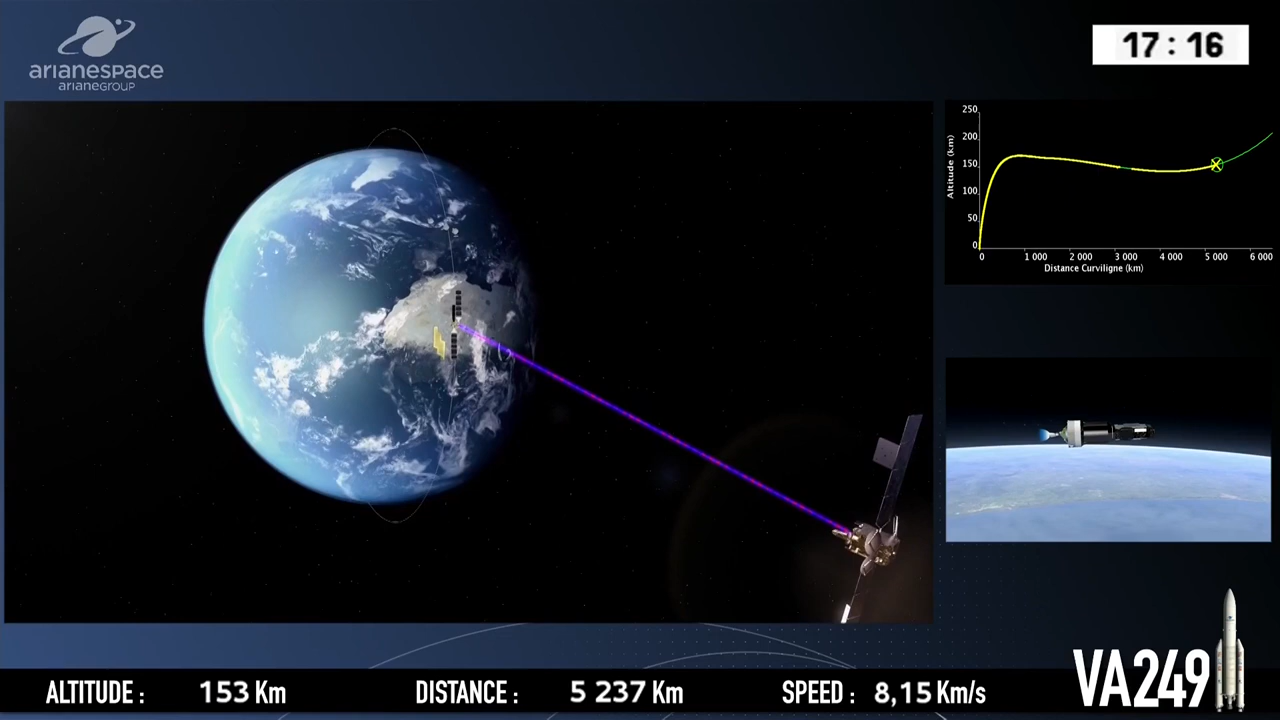 arianespace
arianeGROUP
17 : 16
250
200
150
100
50
0
Altitude (km)
0 1 000 2 000 3 000 4 000 5 000 6 000
Distance Curviligne (km)
ALTITUDE : 153 Km DISTANCE : 5 237 Km SPEED : 8,15 Km/s
VA249